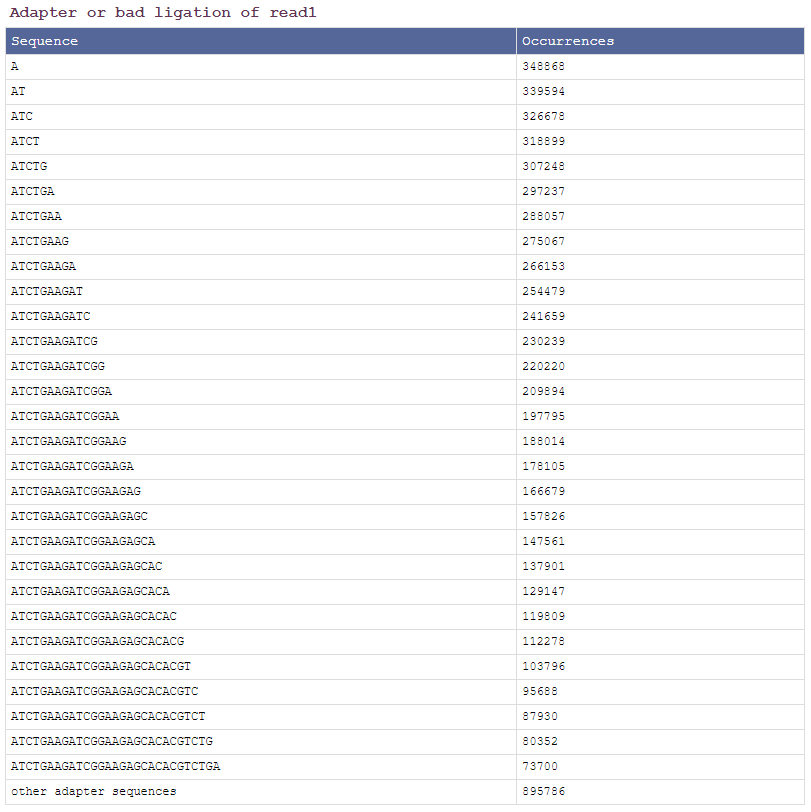 Adapter or bad ligation of read1
Sequence Occurrences
A 348868
AT 339594
ATC 326678
ATCT 318899
ATCTG 307248
ATCTGA 297237
ATCTGAA 288057
ATCTGAAG 275067
ATCTGAAGA 266153
ATCTGAAGAT 254479
ATCTGAAGATC 241659
ATCTGAAGATCG 230239
ATCTGAAGATCGG 220220
ATCTGAAGATCGGA 209894
ATCTGAAGATCGGAA 197795
ATCTGAAGATCGGAAG 188014
ATCTGAAGATCGGAAGA 178105
ATCTGAAGATCGGAAGAG 166679
ATCTGAAGATCGGAAGAGC 157826
ATCTGAAGATCGGAAGAGCA 147561
ATCTGAAGATCGGAAGAGCAC 137901
ATCTGAAGATCGGAAGAGCACA 129147
ATCTGAAGATCGGAAGAGCACAC 119809
ATCTGAAGATCGGAAGAGCACACG 112278
ATCTGAAGATCGGAAGAGCACACGT 103796
ATCTGAAGATCGGAAGAGCACACGTC 95688
ATCTGAAGATCGGAAGAGCACACGTCT 87930
ATCTGAAGATCGGAAGAGCACACGTCTG 80352
ATCTGAAGATCGGAAGAGCACACGTCTGA 73700
other adapter sequences 895786